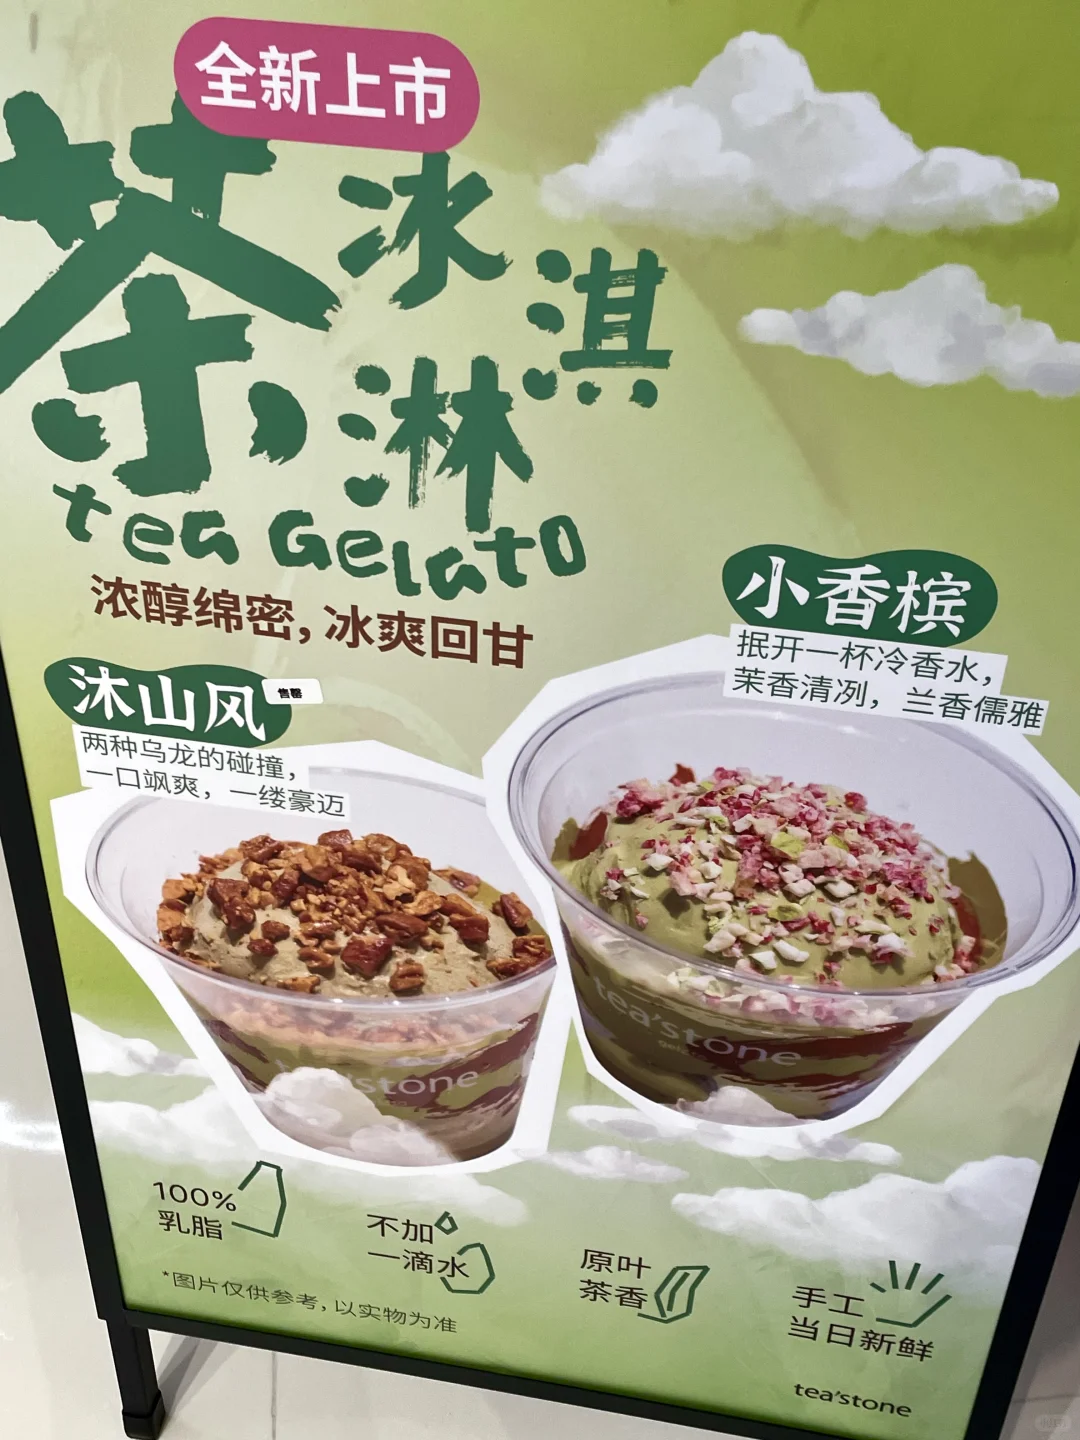 全新上市
茶冰淇淋
tea Gelato
浓醇绵密，冰爽回甘
小香槟
抿开一杯冷香水，
茉香清冽，兰香儒雅
沐山风
售罄
两种乌龙的碰撞，
一口飒爽，一缕豪迈
tea'stone
tea'stone
100%
乳脂
不加
一滴水
原叶
茶香
手工
当日新鲜
*图片仅供参考，以实物为准
tea'stone